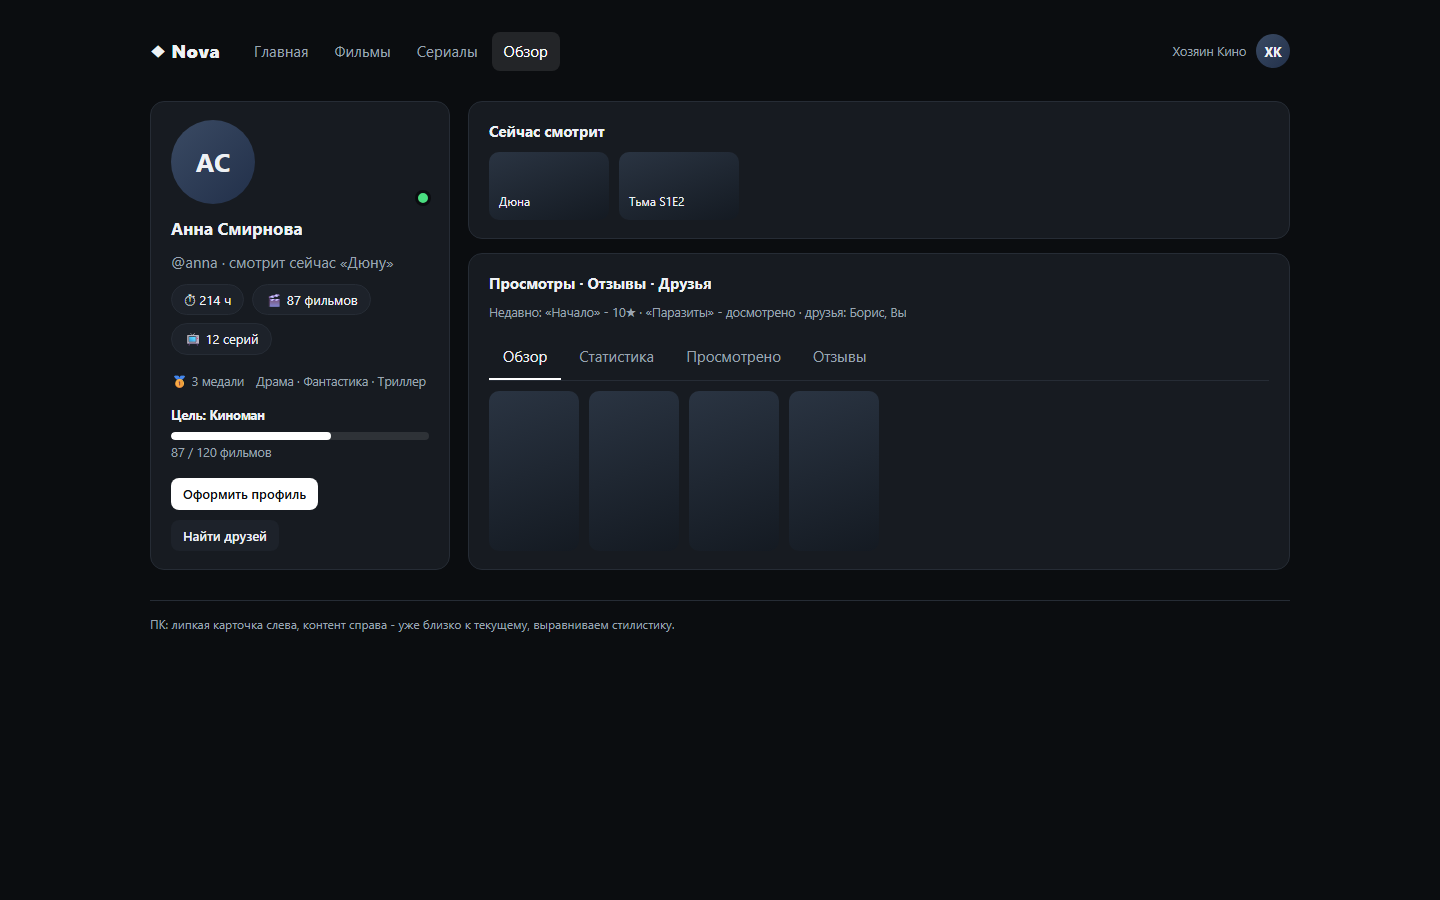 ◆ Nova Главная Фильмы Сериалы Обзор Хозяин Кино ХК
АС
Анна Смирнова
@anna · смотрит сейчас «Дюну»
⏱ 214 ч 🎬 87 фильмов
📺 12 серий
🏅 3 медали Драма · Фантастика · Триллер
Цель: Киноман
87 / 120 фильмов
Оформить профиль
Найти друзей
Сейчас смотрит
Дюна Тьма S1E2
Просмотры · Отзывы · Друзья
Недавно: «Начало» - 10★ · «Паразиты» - досмотрено · друзья: Борис, Вы
Обзор Статистика Просмотрено Отзывы
ПК: липкая карточка слева, контент справа - уже близко к текущему, выравниваем стилистику.